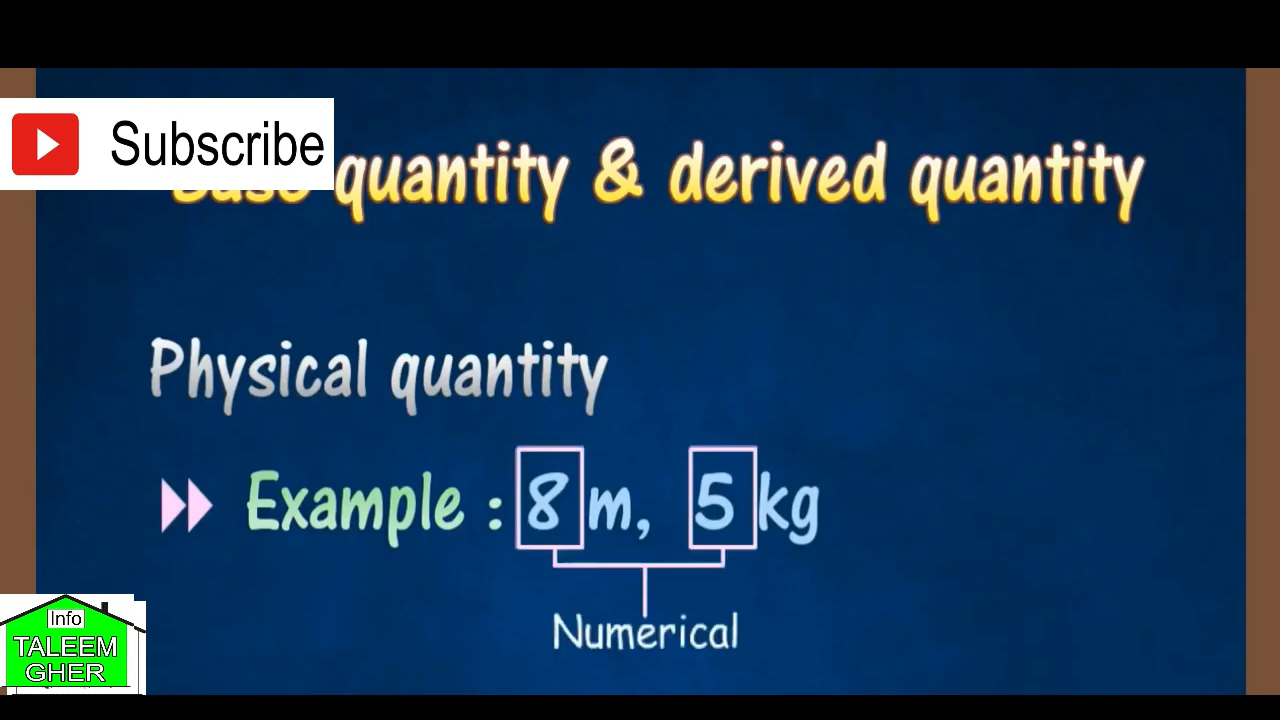 Subscribe
quantity & derived quantity
Physical quantity
Example : 8 m, 5 kg
Numerical
Info
TALEEM
GHER